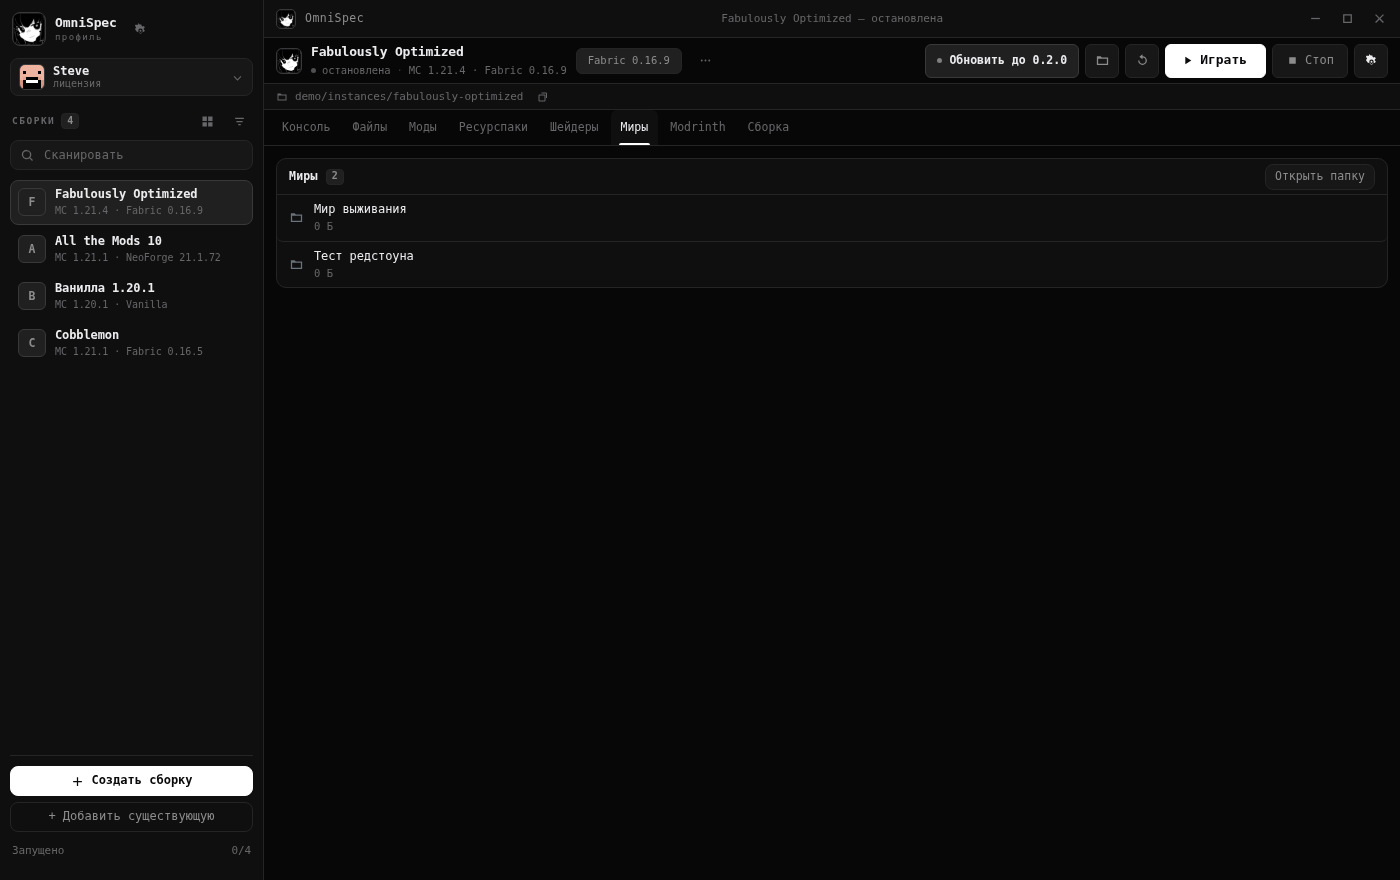 OmniSpec
профиль
Steve
лицензия
СБОРКИ 4
Сканировать
F
Fabulously Optimized
MC 1.21.4 · Fabric 0.16.9
A
All the Mods 10
MC 1.21.1 · NeoForge 21.1.72
B
Ванилла 1.20.1
MC 1.20.1 · Vanilla
C
Cobblemon
MC 1.21.1 · Fabric 0.16.5
+ Создать сборку
+ Добавить существующую
Запущено 0/4
OmniSpec
Fabulously Optimized — остановлена
Fabulously Optimized
остановлена · MC 1.21.4 · Fabric 0.16.9
Fabric 0.16.9
...
Обновить до 0.2.0
Играть
Стоп
demo/instances/fabulously-optimized
Консоль Файлы Моды Ресурспаки Шейдеры Миры Modrinth Сборка
Миры 2
Открыть папку
Мир выживания
0 Б
Тест редстоуна
0 Б